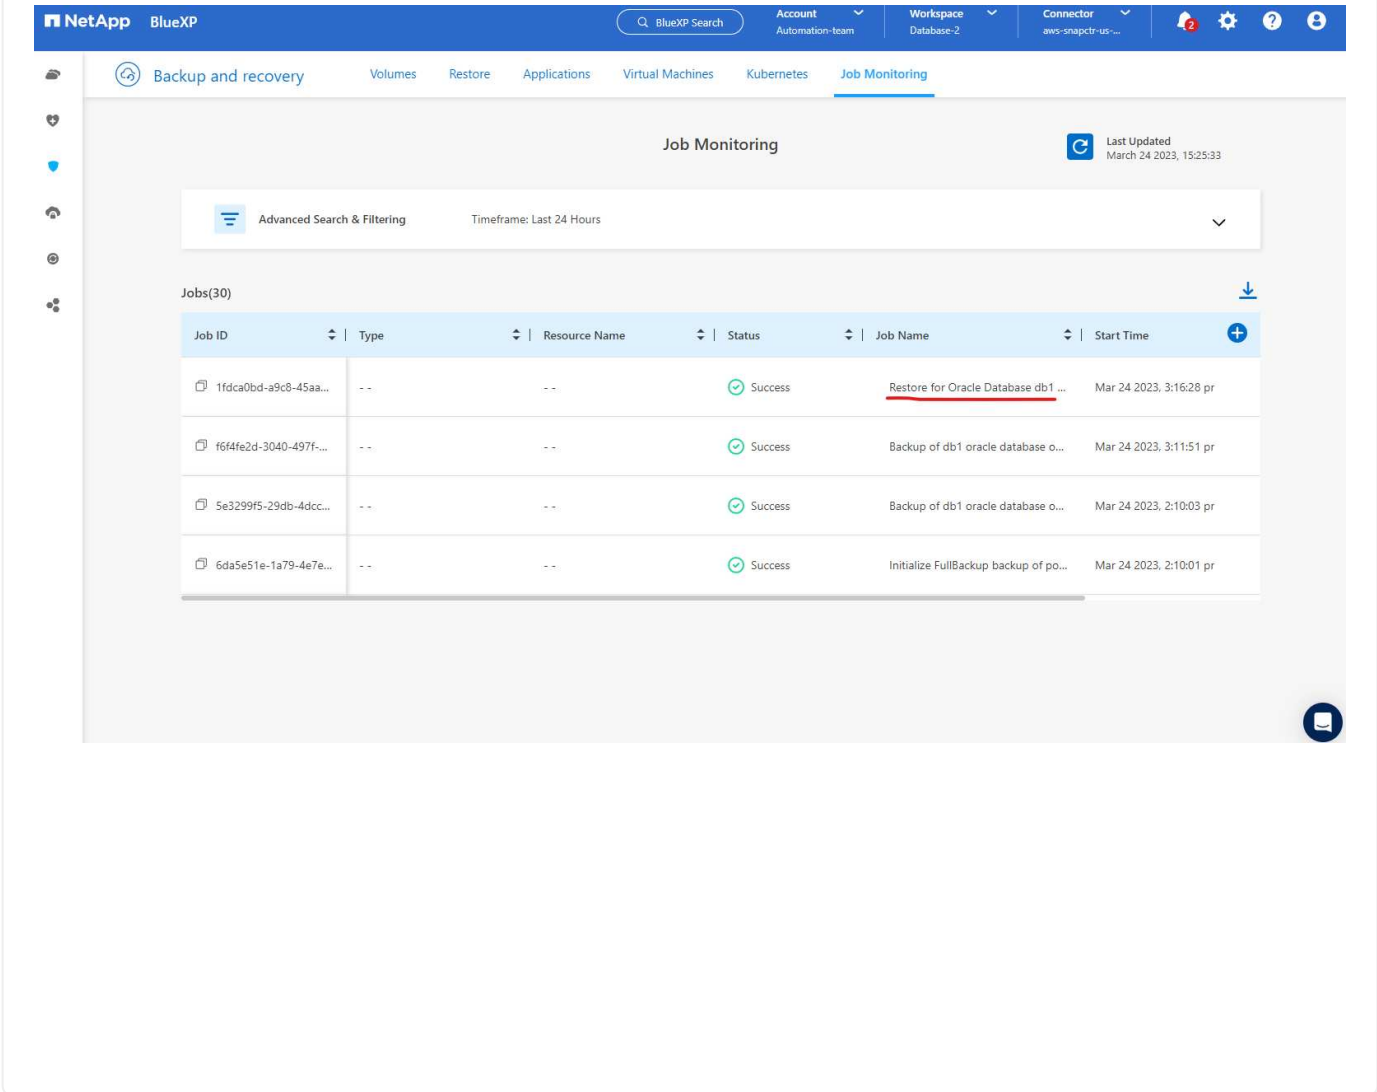 NetApp BlueXP
BlueXP Search
Account
Automation-team
Workspace
Database-2
Connector
aws-snapctr-us-...
2
Backup and recovery
Volumes
Restore
Applications
Virtual Machines
Kubernetes
Job Monitoring
Job Monitoring
Last Updated
March 24 2023, 15:25:33
Advanced Search & Filtering
Timeframe: Last 24 Hours
Jobs(30)
Job ID | Type | Resource Name | Status | Job Name | Start Time
1fdca0bd-a9c8-45aa... - - - - Success Restore for Oracle Database db1 ... Mar 24 2023, 3:16:28 pr
f6f4fe2d-3040-497f-... - - - - Success Backup of db1 oracle database o... Mar 24 2023, 3:11:51 pr
5e3299f5-29db-4dcc... - - - - Success Backup of db1 oracle database o... Mar 24 2023, 2:10:03 pr
6da5e51e-1a79-4e7e... - - - - Success Initialize FullBackup backup of po... Mar 24 2023, 2:10:01 pr